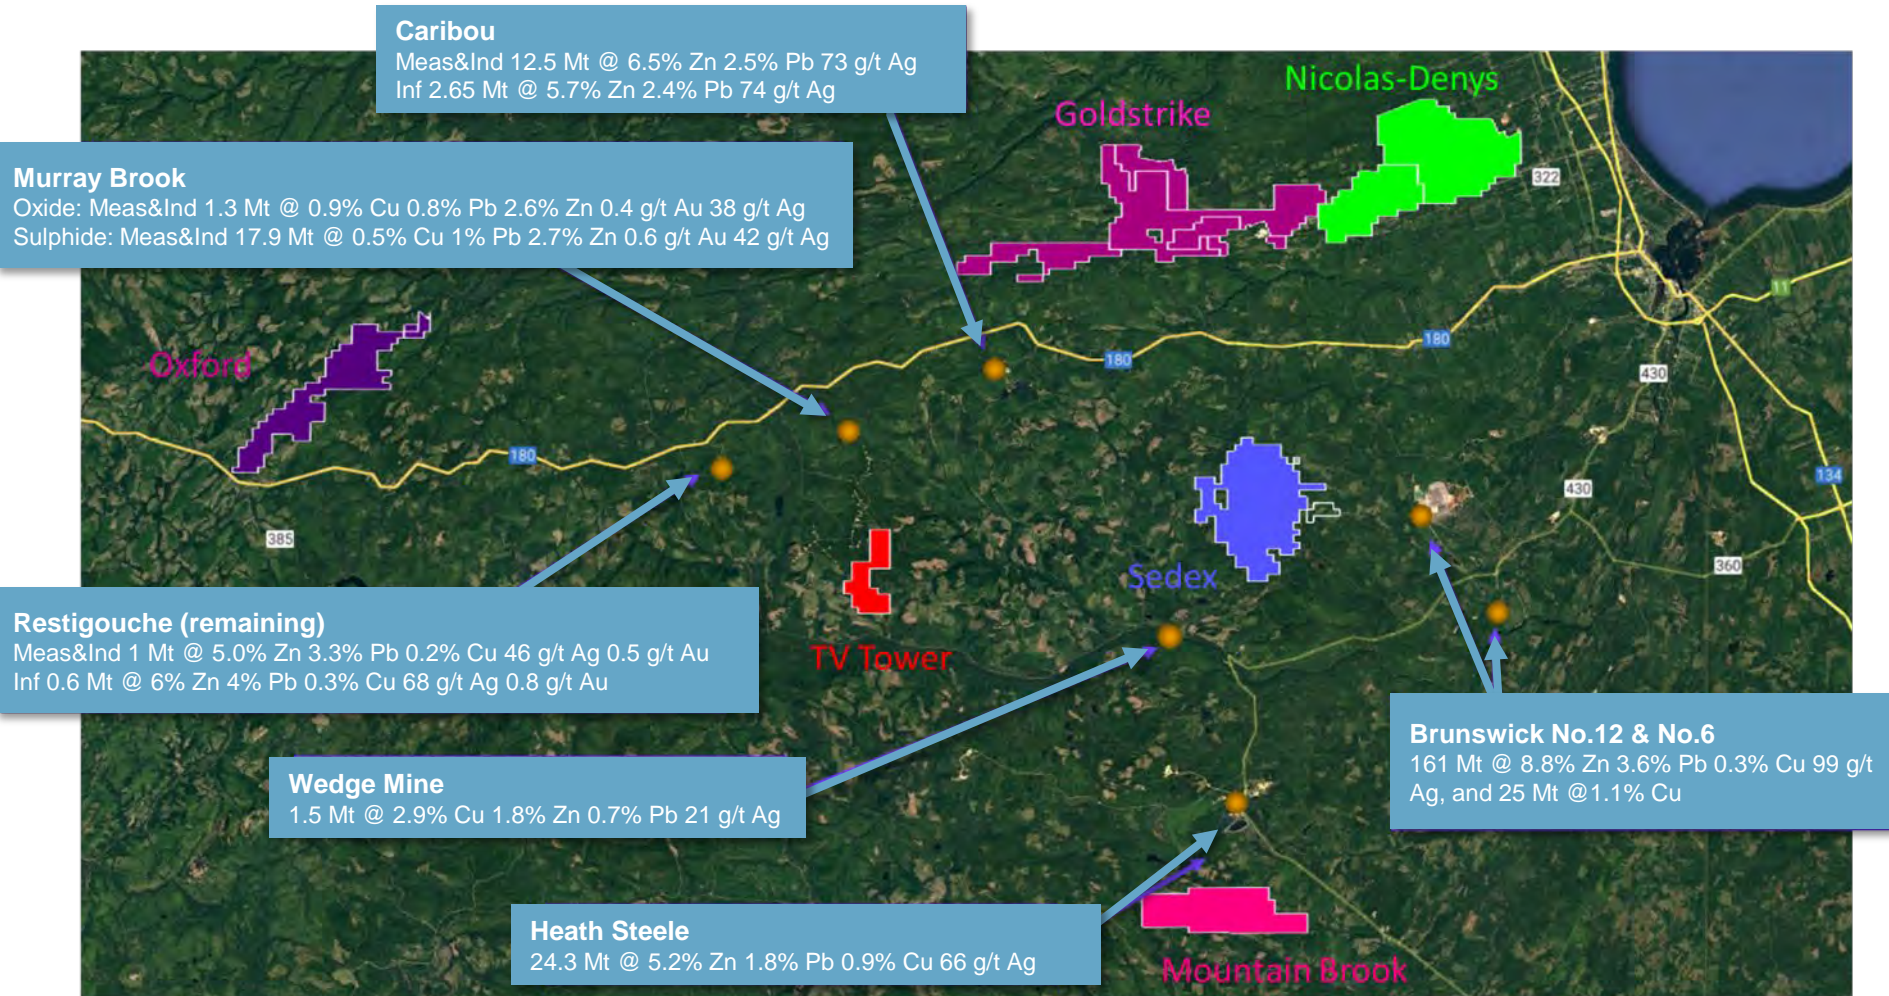 Caribou
Meas&Ind 12.5 Mt @ 6.5% Zn 2.5% Pb 73 g/t Ag
Inf 2.65 Mt @ 5.7% Zn 2.4% Pb 74 g/t Ag
Nicolas-Denys
Goldstrike
322
Murray Brook
Oxide: Meas&Ind 1.3 Mt @ 0.9% Cu 0.8% Pb 2.6% Zn 0.4 g/t Au 38 g/t Ag
Sulphide: Meas&Ind 17.9 Mt @ 0.5% Cu 1% Pb 2.7% Zn 0.6 g/t Au 42 g/t Ag
11
180
180
Oxford
430
180
134
430
385
360
Sedex
TV Tower
Restigouche (remaining)
Meas&Ind 1 Mt @ 5.0% Zn 3.3% Pb 0.2% Cu 46 g/t Ag 0.5 g/t Au
Inf 0.6 Mt @ 6% Zn 4% Pb 0.3% Cu 68 g/t Ag 0.8 g/t Au
Brunswick No.12 & No.6
161 Mt @ 8.8% Zn 3.6% Pb 0.3% Cu 99 g/t
Ag, and 25 Mt @1.1% Cu
Wedge Mine
1.5 Mt @ 2.9% Cu 1.8% Zn 0.7% Pb 21 g/t Ag
Heath Steele
24.3 Mt @ 5.2% Zn 1.8% Pb 0.9% Cu 66 g/t Ag
Mountain Brook